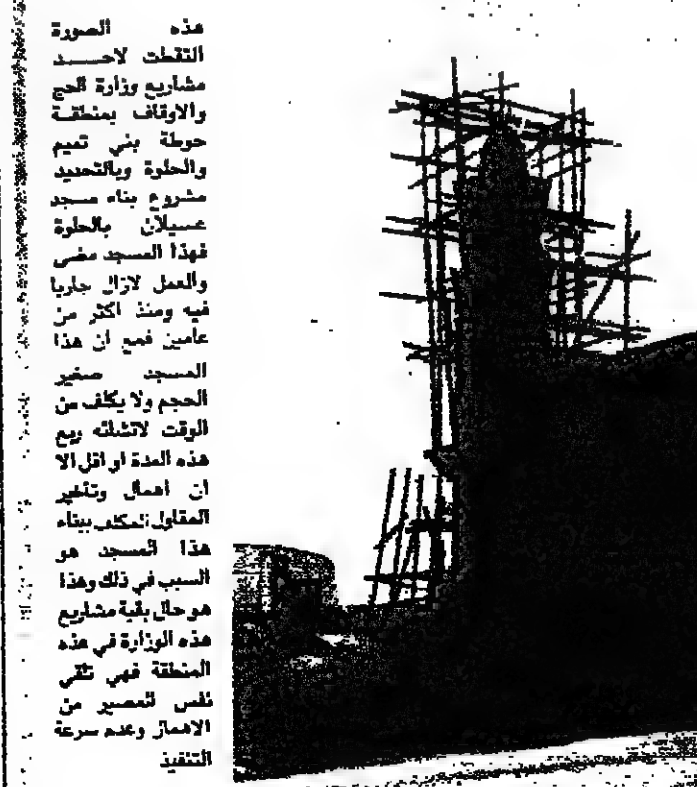 هذه الصورة
التقطت لاحـــد
مشاريع وزارة الحج
والاوقاف بمنطقـة
حوطة بني تميم
والحلوة وبالتحديد
مشروع بناء مسجد
عسيلان بالحلوة
فهذا المسجد مضى
والعمل لازال جاريا
فيه ومنذ اكثر من
عامين فمع ان هذا
المسجد صغير
الحجم ولا يكلف من
الوقت لانشائه ربع
هذه المدة او اقل الا
ان اهمال وتأخير
المقاول المكلف ببناء
هذا المسجد هو
السبب في ذلك وهذا
هو حال بقية مشاريع
هذه الوزارة في هذه
المنطقة فهي تلقى
نفس المصير من
الاهمال وعدم سرعة
التنفيذ